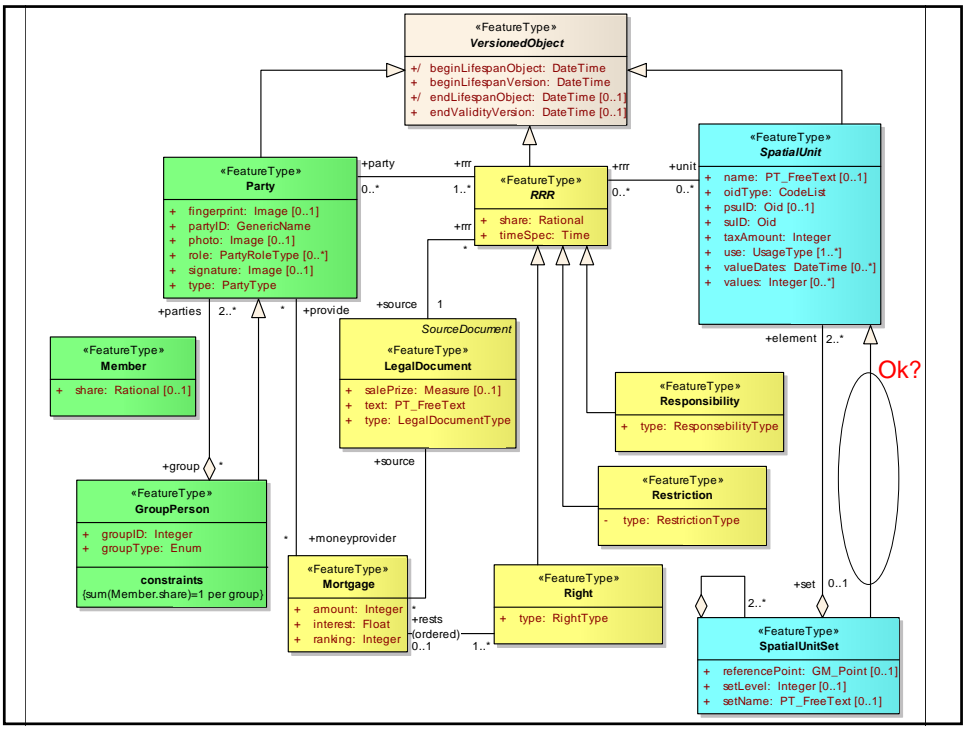 «FeatureType»
VersionedObject
+/ beginLifespanObject: DateTime
+ beginLifespanVersion: DateTime
+/ endLifespanObject: DateTime [0..1]
+ endValidityVersion: DateTime [0..1]
«FeatureType»
Party
+ fingerprint: Image [0..1]
+ partyID: GenericName
+ photo: Image [0..1]
+ role: PartyRoleType [0..*]
+ signature: Image [0..1]
+ type: PartyType
+party
0..*
+rrr
1..*
«FeatureType»
RRR
+ share: Rational
+ timeSpec: Time
+rrr
0..*
+unit
0..*
«FeatureType»
SpatialUnit
+ name: PT_FreeText [0..1]
+ oidType: CodeList
+ psuID: Oid [0..1]
+ suID: Oid
+ taxAmount: Integer
+ use: UsageType [1..*]
+ valueDates: DateTime [0..*]
+ values: Integer [0..*]
+rrr
*
+source
1
+parties
2..*
*
+provide
SourceDocument
«FeatureType»
LegalDocument
+ salePrize: Measure [0..1]
+ text: PT_FreeText
+ type: LegalDocumentType
+element
2..*
Ok?
«FeatureType»
Member
+ share: Rational [0..1]
«FeatureType»
Responsibility
+ type: ResponsebilityType
+source
+group
*
«FeatureType»
GroupPerson
+ groupID: Integer
+ groupType: Enum
constraints
{sum(Member.share)=1 per group}
«FeatureType»
Restriction
- type: RestrictionType
*
+moneyprovider
«FeatureType»
Mortgage
+ amount: Integer
+ interest: Float
+ ranking: Integer
*
+rests
(ordered)
0..1
1..*
«FeatureType»
Right
+ type: RightType
+set
0..1
2..*
«FeatureType»
SpatialUnitSet
+ referencePoint: GM_Point [0..1]
+ setLevel: Integer [0..1]
+ setName: PT_FreeText [0..1]